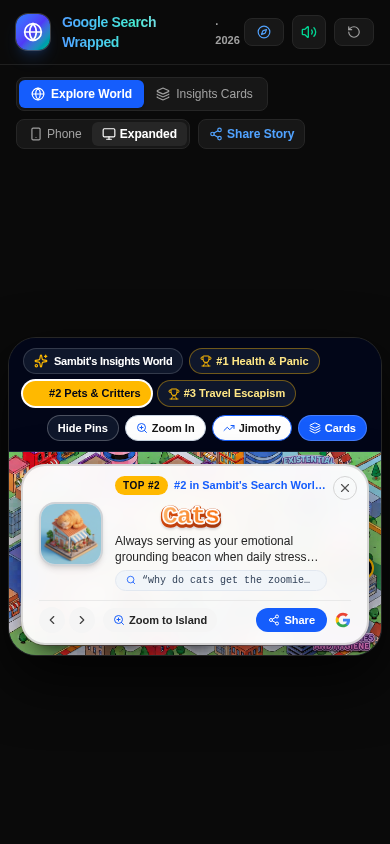 Google Search
Wrapped
·
2026
Explore World
Insights Cards
Phone
Expanded
Share Story
Sambit's Insights World
#1 Health & Panic
#2 Pets & Critters
#3 Travel Escapism
Hide Pins
Zoom In
Jimothy
Cards
EXISTENTIAL
TOP #2
#2 in Sambit's Search Worl…
Cats
Always serving as your emotional
grounding beacon when daily stress…
“why do cats get the zoomie…
Zoom to Island
Share